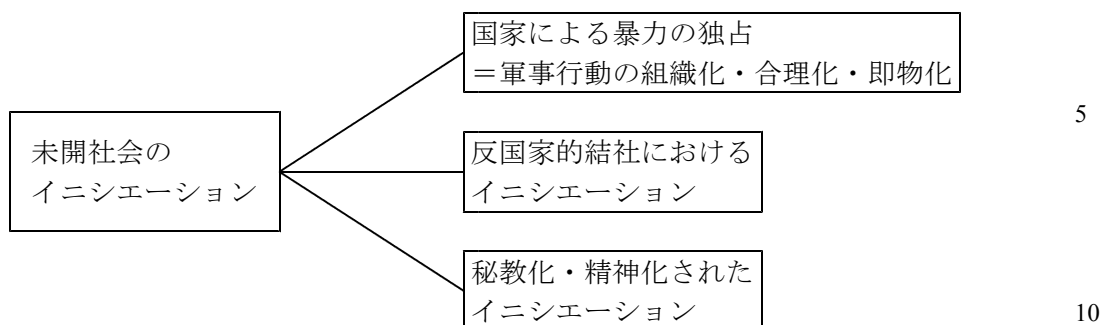 国家による暴力の独占
＝軍事行動の組織化・合理化・即物化
5
未開社会の
イニシエーション
反国家的結社における
イニシエーション
秘教化・精神化された
イニシエーション
10